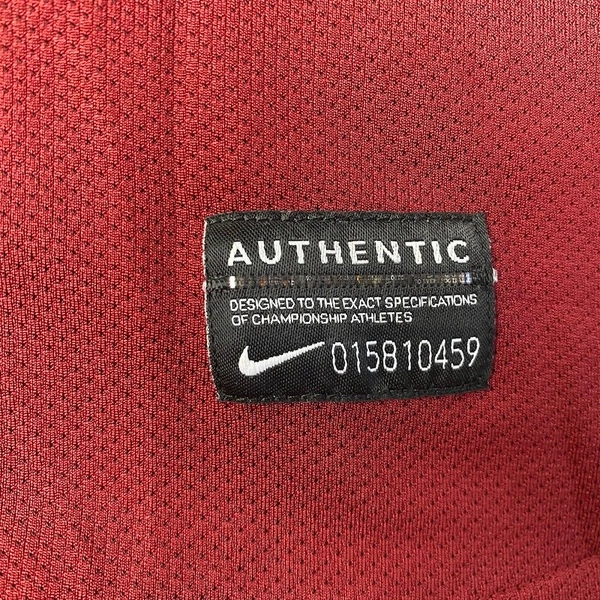 AUTHENTIC
DESIGNED TO THE EXACT SPECIFICATIONS
OF CHAMPIONSHIP ATHLETES
015810459